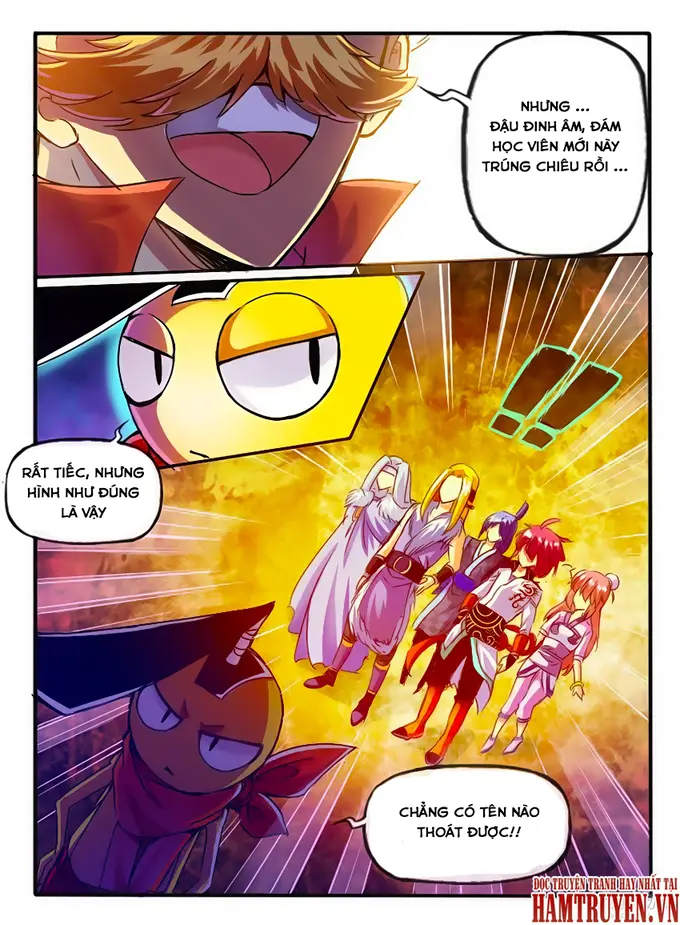 NHƯNG ...
ĐẬU ĐINH ÂM, ĐÁM
HỌC VIÊN MỚI NÀY
TRÚNG CHIÊU RỒI ...
RẤT TIẾC, NHƯNG
HÌNH NHƯ ĐÚNG
LÀ VẬY
!!
CHẲNG CÓ TÊN NÀO
THOÁT ĐƯỢC!!
ĐỌC TRUYỆN TRANH HAY NHẤT TẠI
HAMTRUYEN.VN